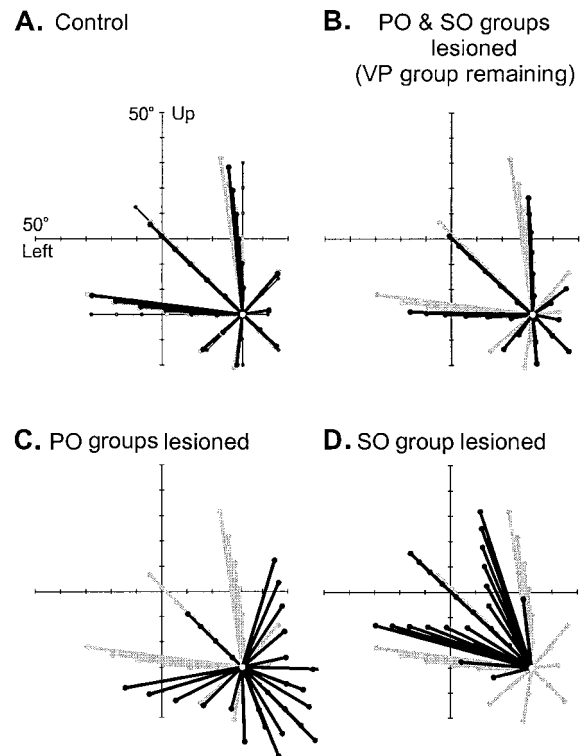 A. Control
B. PO & SO groups
lesioned
(VP group remaining)
50° Up
50°
Left
C. PO groups lesioned
D. SO group lesioned